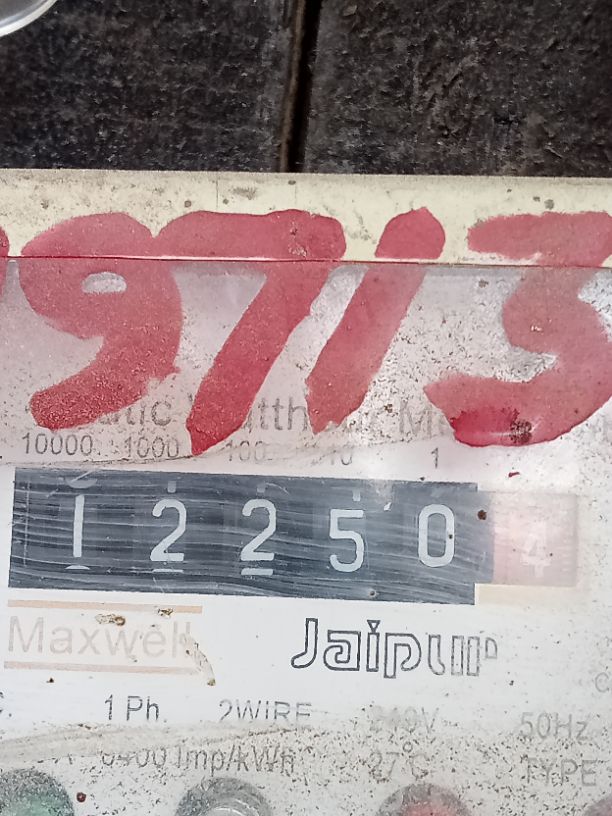 9713
10000 1000 100 10 1
1 2 2 5 0 4
Maxwell Jaipur
1 Ph. 2WIRE 240V 50Hz
6400 Imp/kWh 27°C TYPE